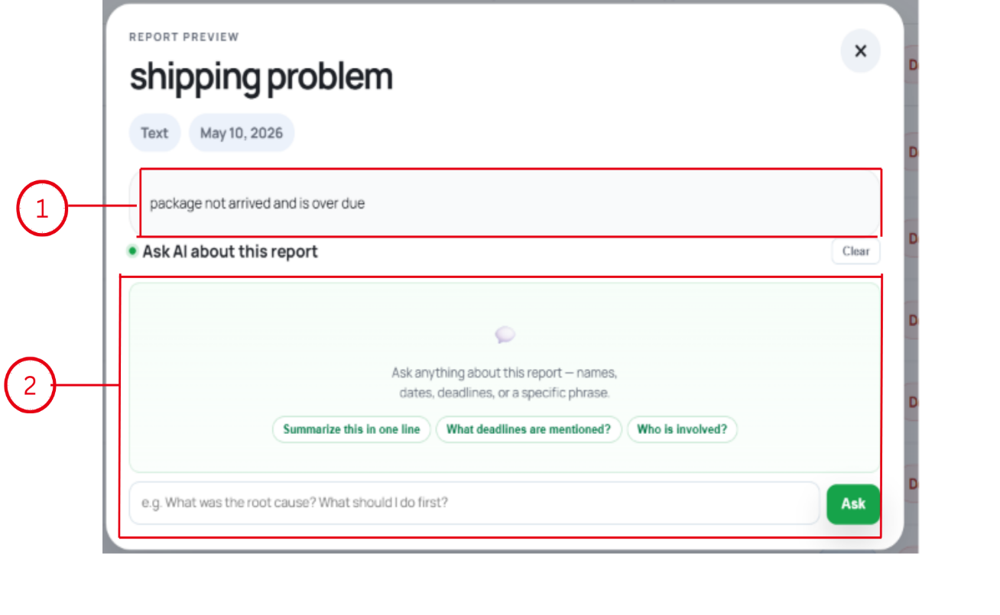 REPORT PREVIEW
shipping problem
Text
May 10, 2026
1
package not arrived and is over due
Ask AI about this report
Clear
2
Ask anything about this report — names,
dates, deadlines, or a specific phrase.
Summarize this in one line
What deadlines are mentioned?
Who is involved?
e.g. What was the root cause? What should I do first?
Ask
D
D
D
D
D
D